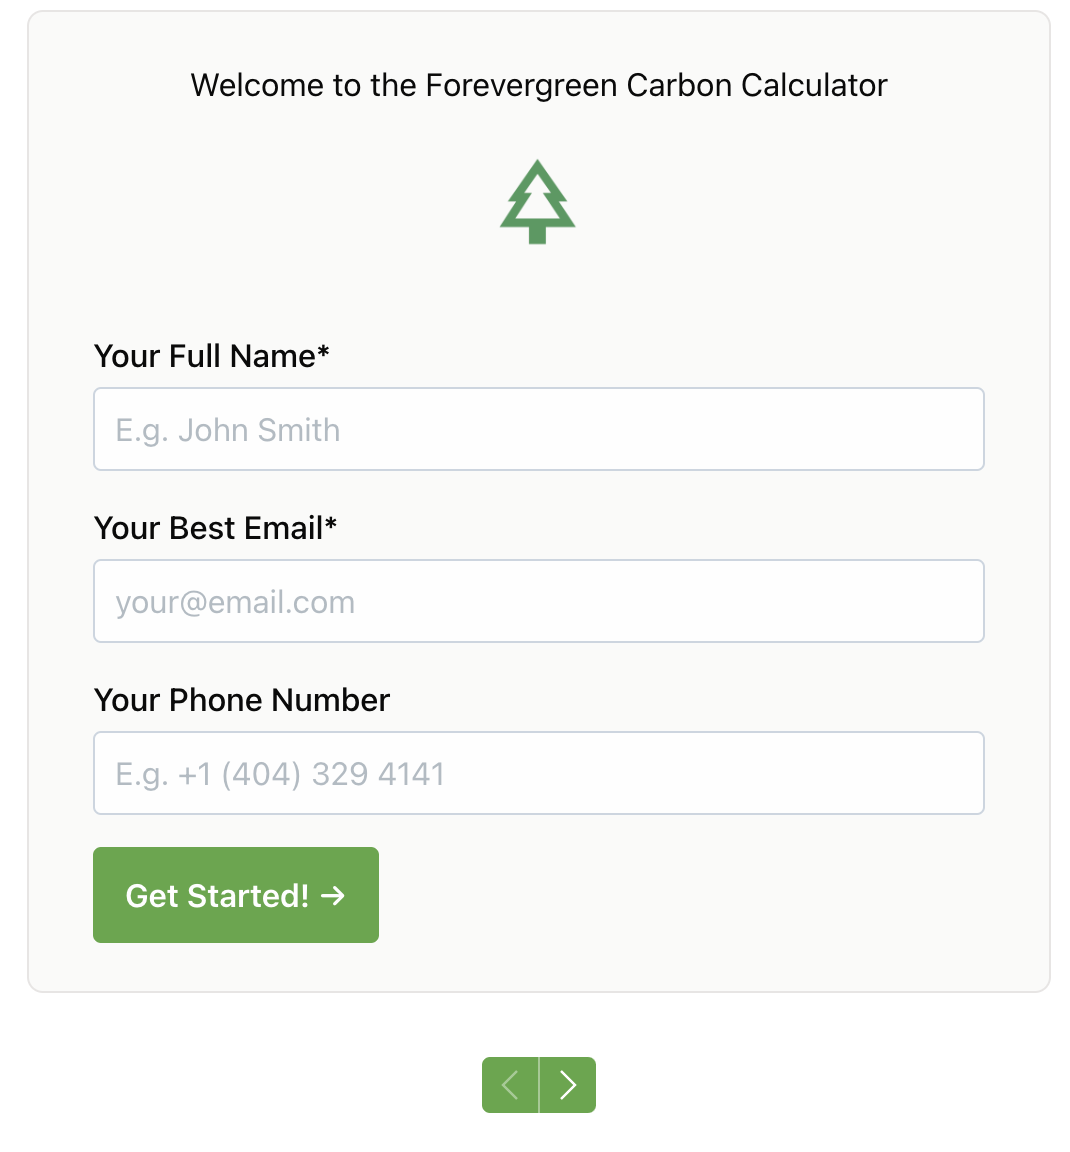 Welcome to the Forevergreen Carbon Calculator
Your Full Name*
E.g. John Smith
Your Best Email*
your@email.com
Your Phone Number
E.g. +1 (404) 329 4141
Get Started! →